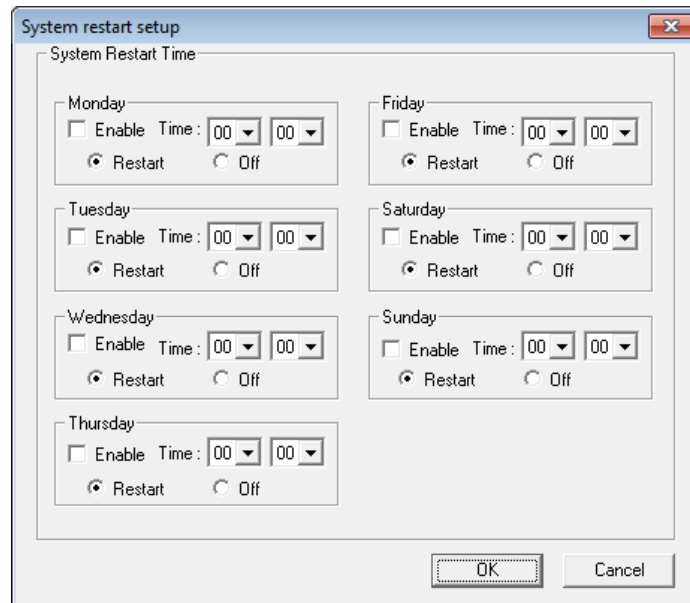 System restart setup
System Restart Time
Monday
Enable Time : 00 00
Restart Off
Tuesday
Enable Time : 00 00
Restart Off
Wednesday
Enable Time : 00 00
Restart Off
Thursday
Enable Time : 00 00
Restart Off
Friday
Enable Time : 00 00
Restart Off
Saturday
Enable Time : 00 00
Restart Off
Sunday
Enable Time : 00 00
Restart Off
OK Cancel